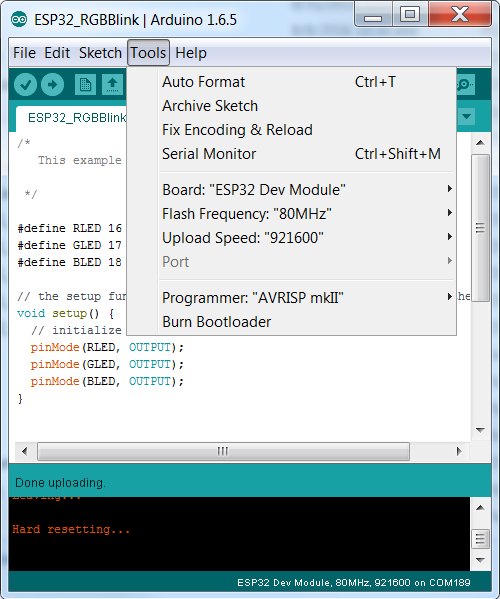 ESP32_RGBBlink | Arduino 1.6.5
File Edit Sketch Tools Help
Auto Format Ctrl+T
Archive Sketch
Fix Encoding & Reload
Serial Monitor Ctrl+Shift+M
Board: "ESP32 Dev Module"
Flash Frequency: "80MHz"
Upload Speed: "921600"
Port
Programmer: "AVRISP mkII"
Burn Bootloader
ESP32_RGBBlink
/*
This example
*/
#define RLED 16
#define GLED 17
#define BLED 18
// the setup fun he
void setup() {
// initialize
pinMode(RLED, OUTPUT);
pinMode(GLED, OUTPUT);
pinMode(BLED, OUTPUT);
}
Done uploading.
Leaving...
Hard resetting...
ESP32 Dev Module, 80MHz, 921600 on COM189